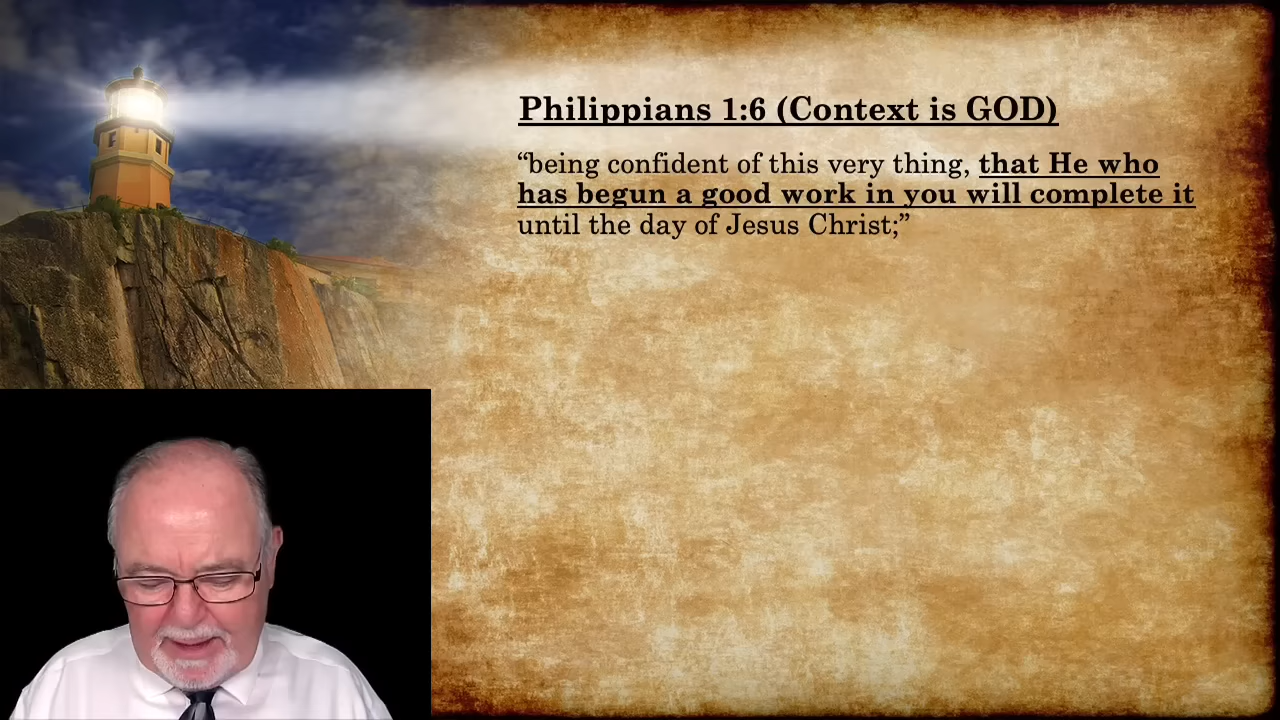 Philippians 1:6 (Context is GOD)
“being confident of this very thing, that He who
has begun a good work in you will complete it
until the day of Jesus Christ;”